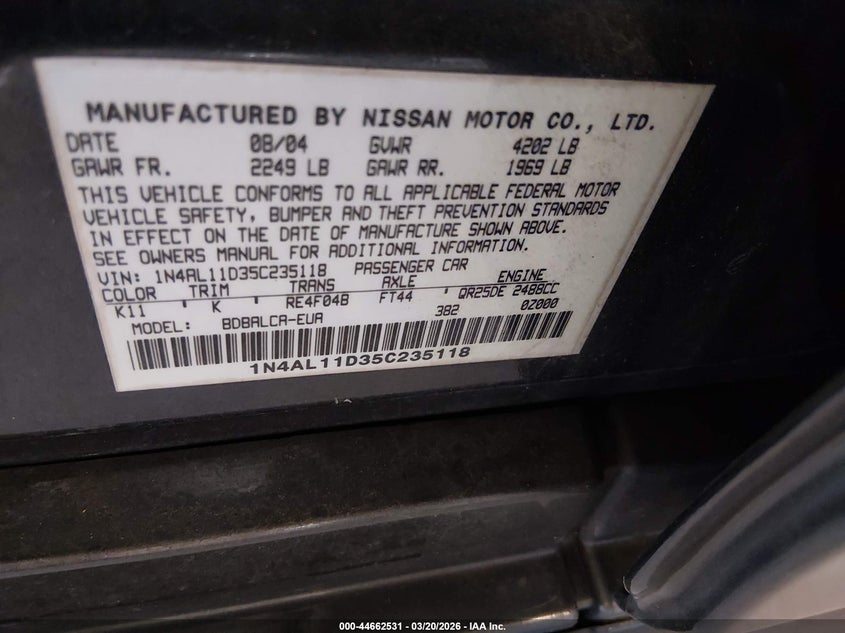 MANUFACTURED BY NISSAN MOTOR CO., LTD.
DATE 08/04 GVWR 4202 LB
GAWR FR. 2249 LB GAWR RR. 1969 LB
THIS VEHICLE CONFORMS TO ALL APPLICABLE FEDERAL MOTOR
VEHICLE SAFETY, BUMPER AND THEFT PREVENTION STANDARDS
IN EFFECT ON THE DATE OF MANUFACTURE SHOWN ABOVE.
SEE OWNERS MANUAL FOR ADDITIONAL INFORMATION.
VIN: 1N4AL11D35C235118 PASSENGER CAR
COLOR TRIM TRANS AXLE ENGINE
K11 ' K ' RE4F04B FT44 ' QR25DE 2488CC
MODEL: BDBALCA-EUA 382 0Z000
1N4AL11D35C235118
000-44662531 - 03/20/2026 - IAA Inc.